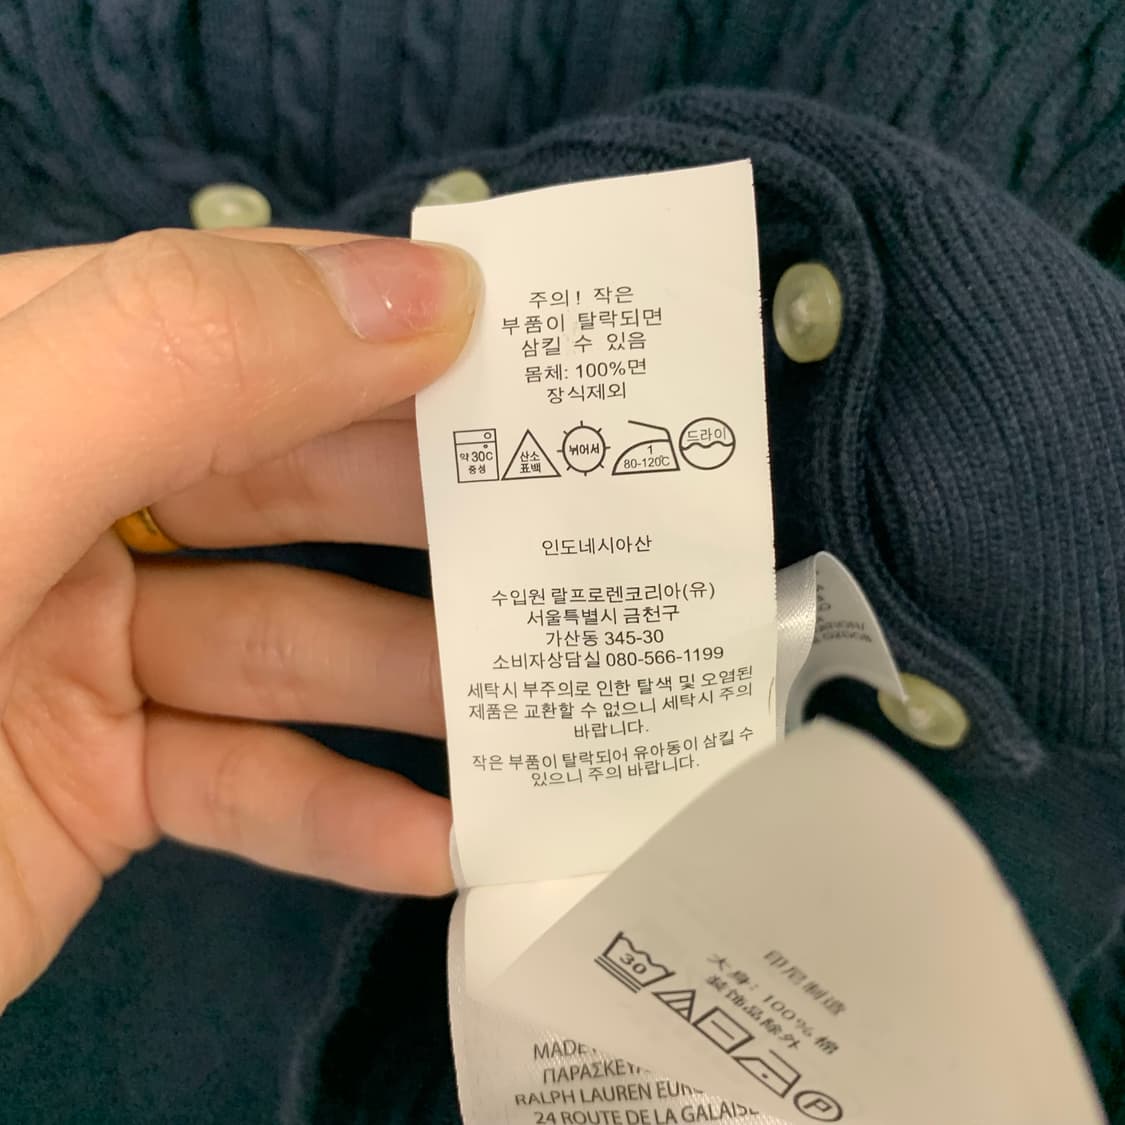 주의! 작은
부품이 탈락되면
삼킬 수 있음
몸체: 100%면
장식제외
약 30C
중성
산소
표백
뉘어서
1
80-120℃
드라이
인도네시아산
수입원 랄프로렌코리아(유)
서울특별시 금천구
가산동 345-30
소비자상담실 080-566-1199
세탁시 부주의로 인한 탈색 및 오염된
제품은 교환할 수 없으니 세탁시 주의
바랍니다.
작은 부품이 탈락되어 유아동이 삼킬 수
있으니 주의 바랍니다.
印尼制造
大身: 100% 棉
装饰品除外
30
P
MADE
ΠΑΡΑΣΚΕΥ
RALPH LAUREN EUR
24 ROUTE DE LA GALAISE